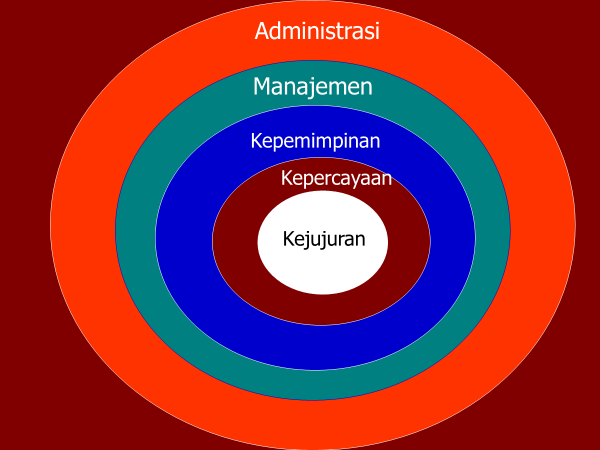 Administrasi
Manajemen
Kepemimpinan
Kepercayaan
Kejujuran